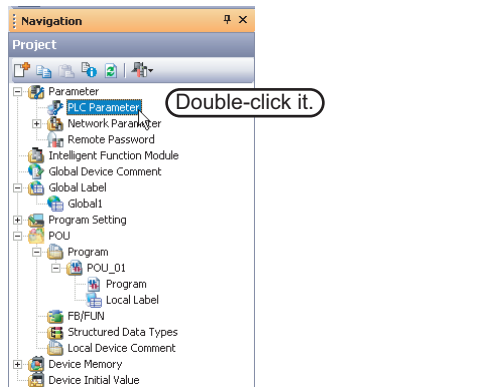 Navigation
Project
Parameter
PLC Parameter
Double-click it.
Network Parameter
Remote Password
Intelligent Function Module
Global Device Comment
Global Label
Global1
Program Setting
POU
Program
POU_01
Program
Local Label
FB/FUN
Structured Data Types
Local Device Comment
Device Memory
Device Initial Value